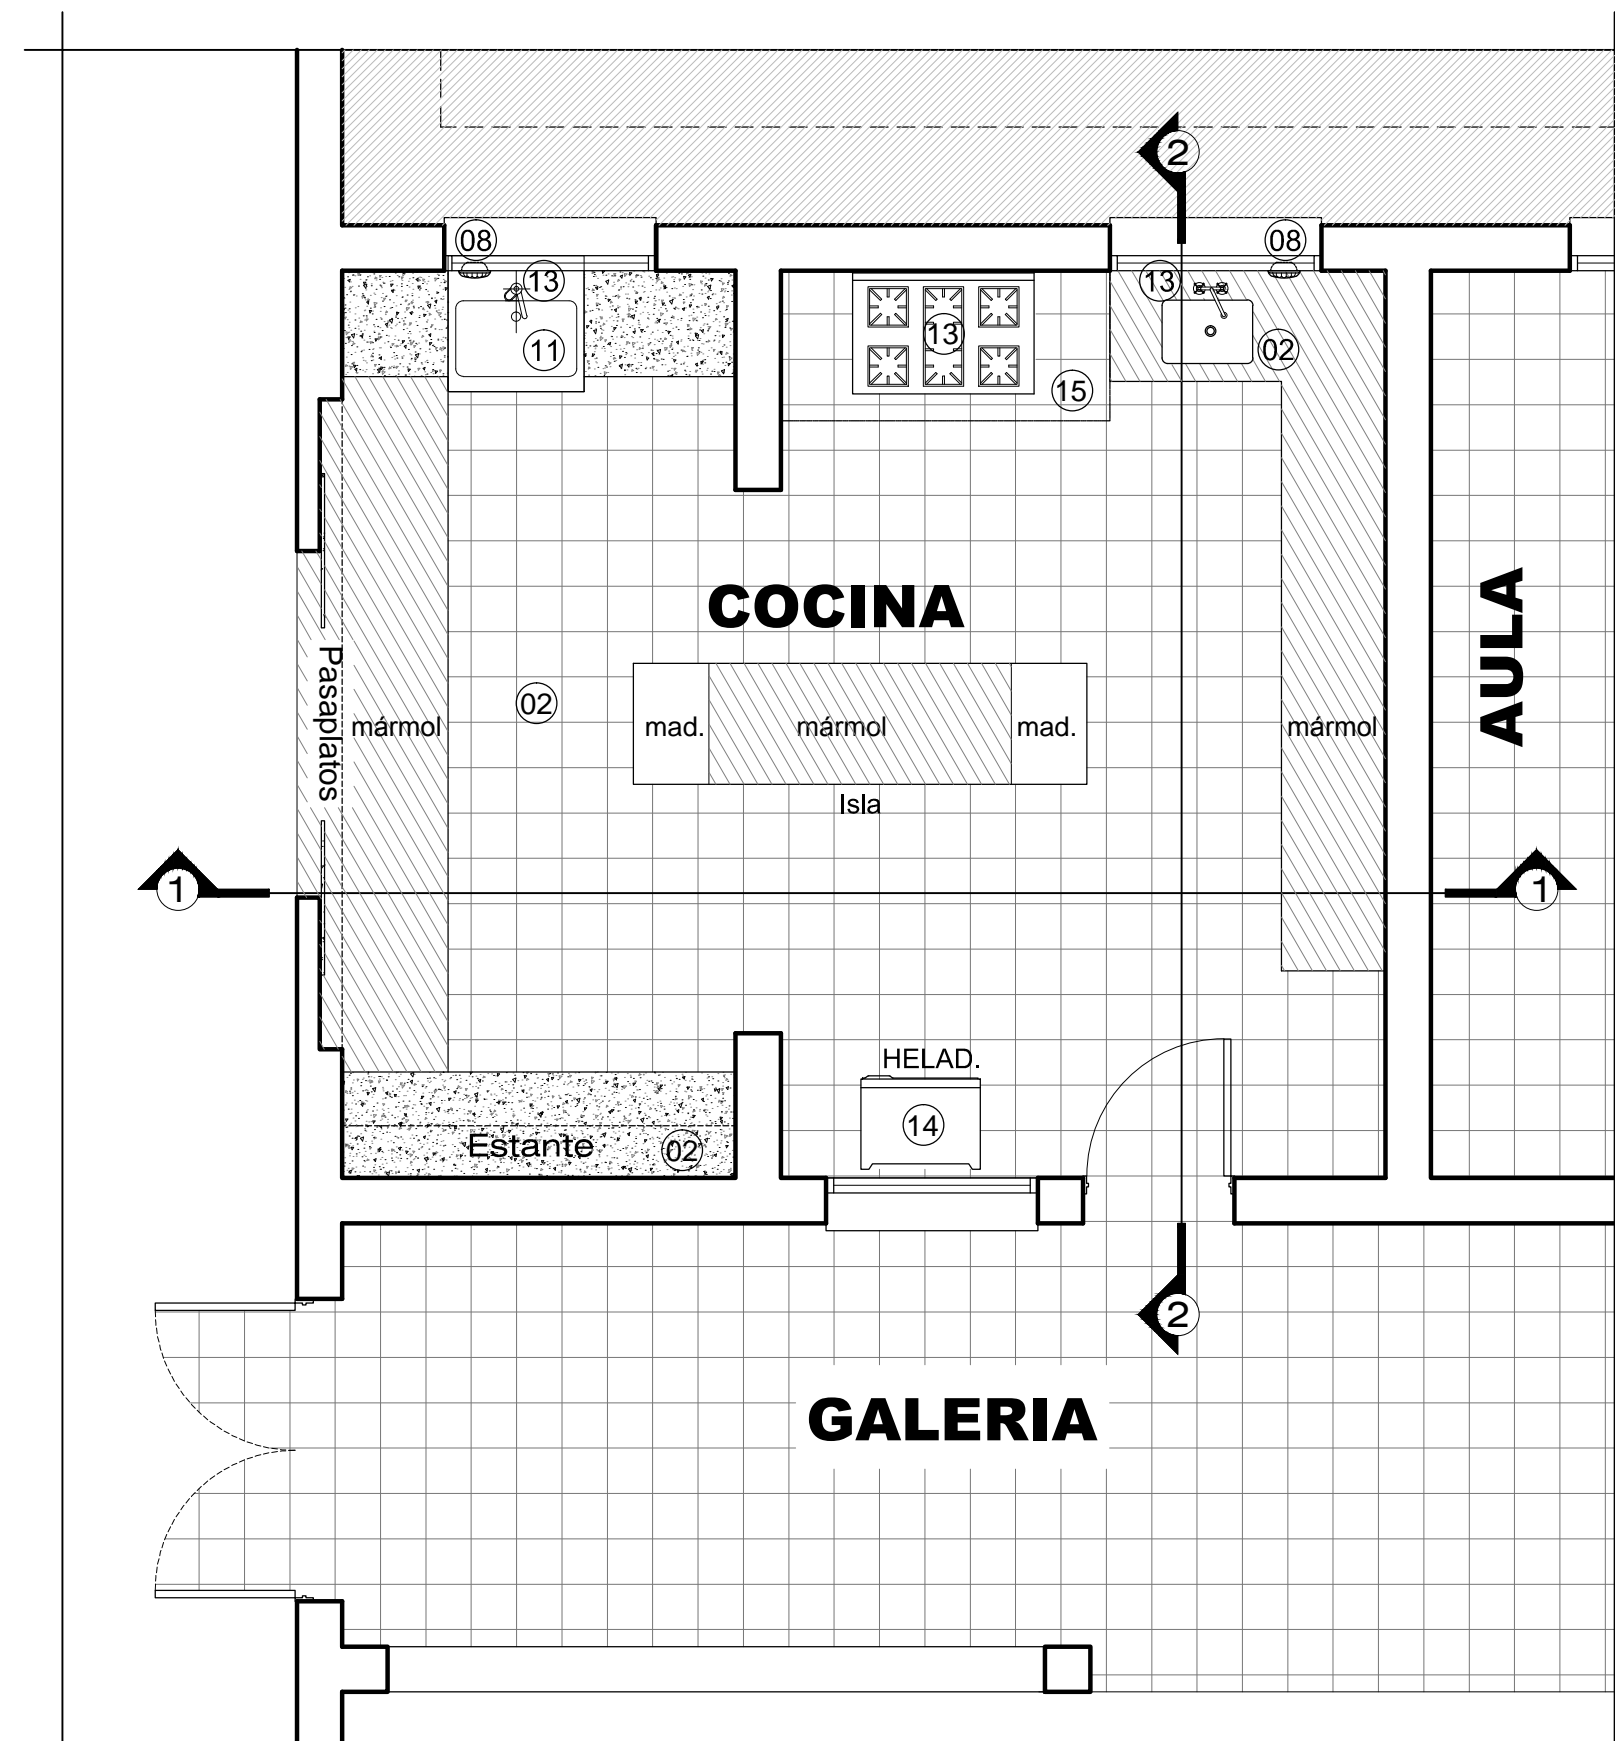 2
08
08
13
13
11
13
02
15
COCINA
AULA
Pasaplatos
02
mármol
mad.
mármol
mad.
mármol
Isla
1
1
HELAD.
14
Estante
02
2
GALERIA